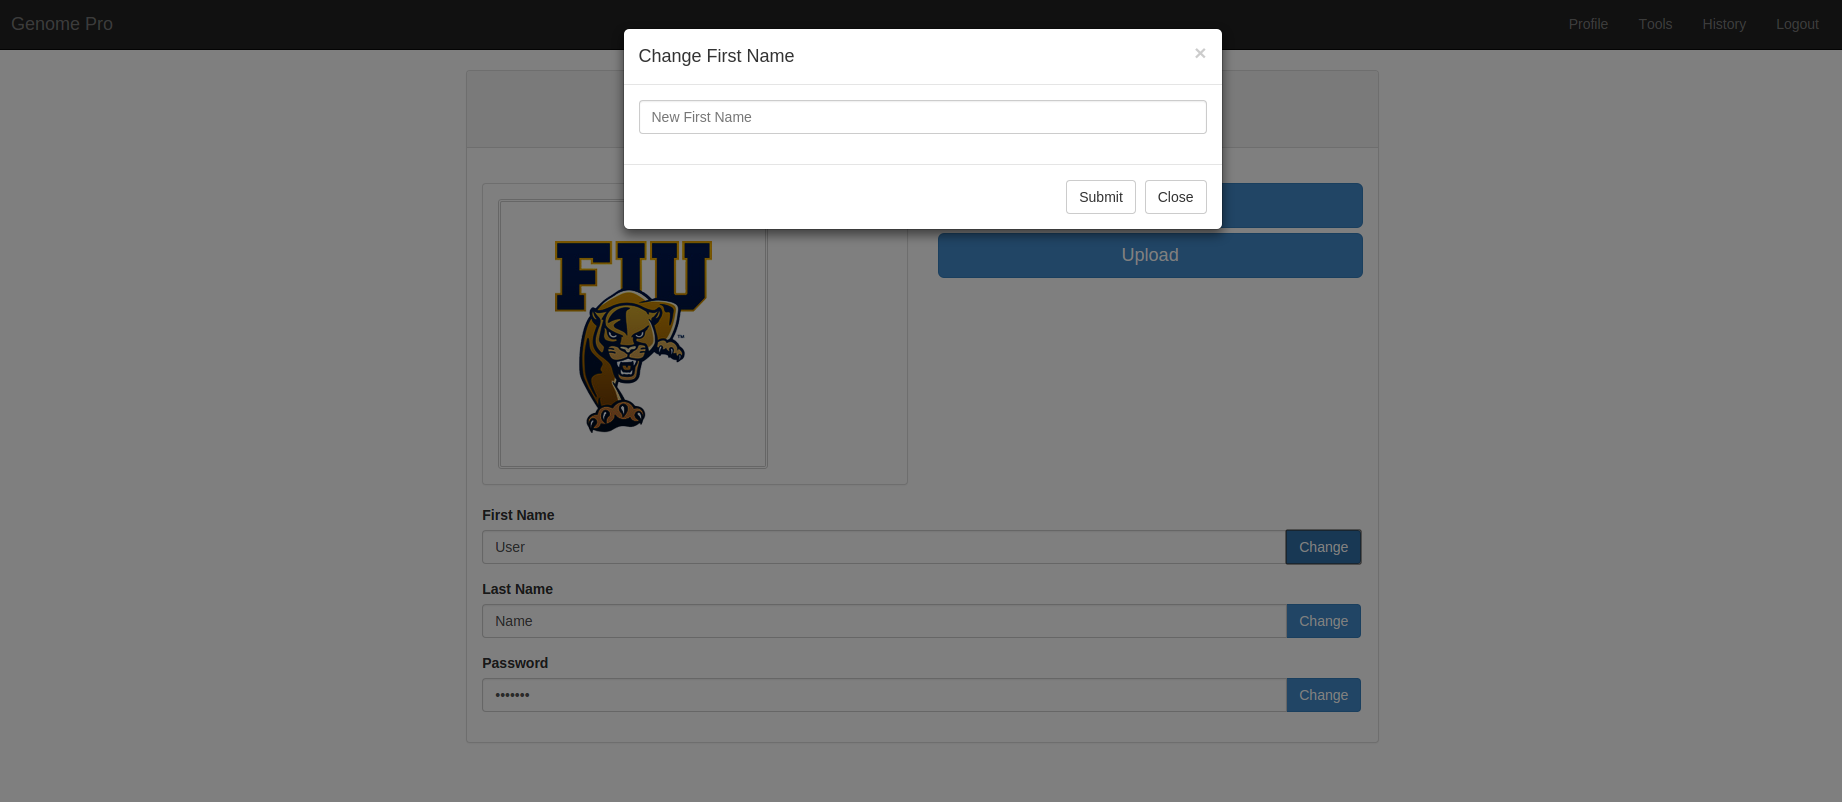 Genome Pro
Profile Tools History Logout
Change First Name ×
New First Name
Submit Close
Upload
FIU
™
First Name
User Change
Last Name
Name Change
Password
••••••• Change